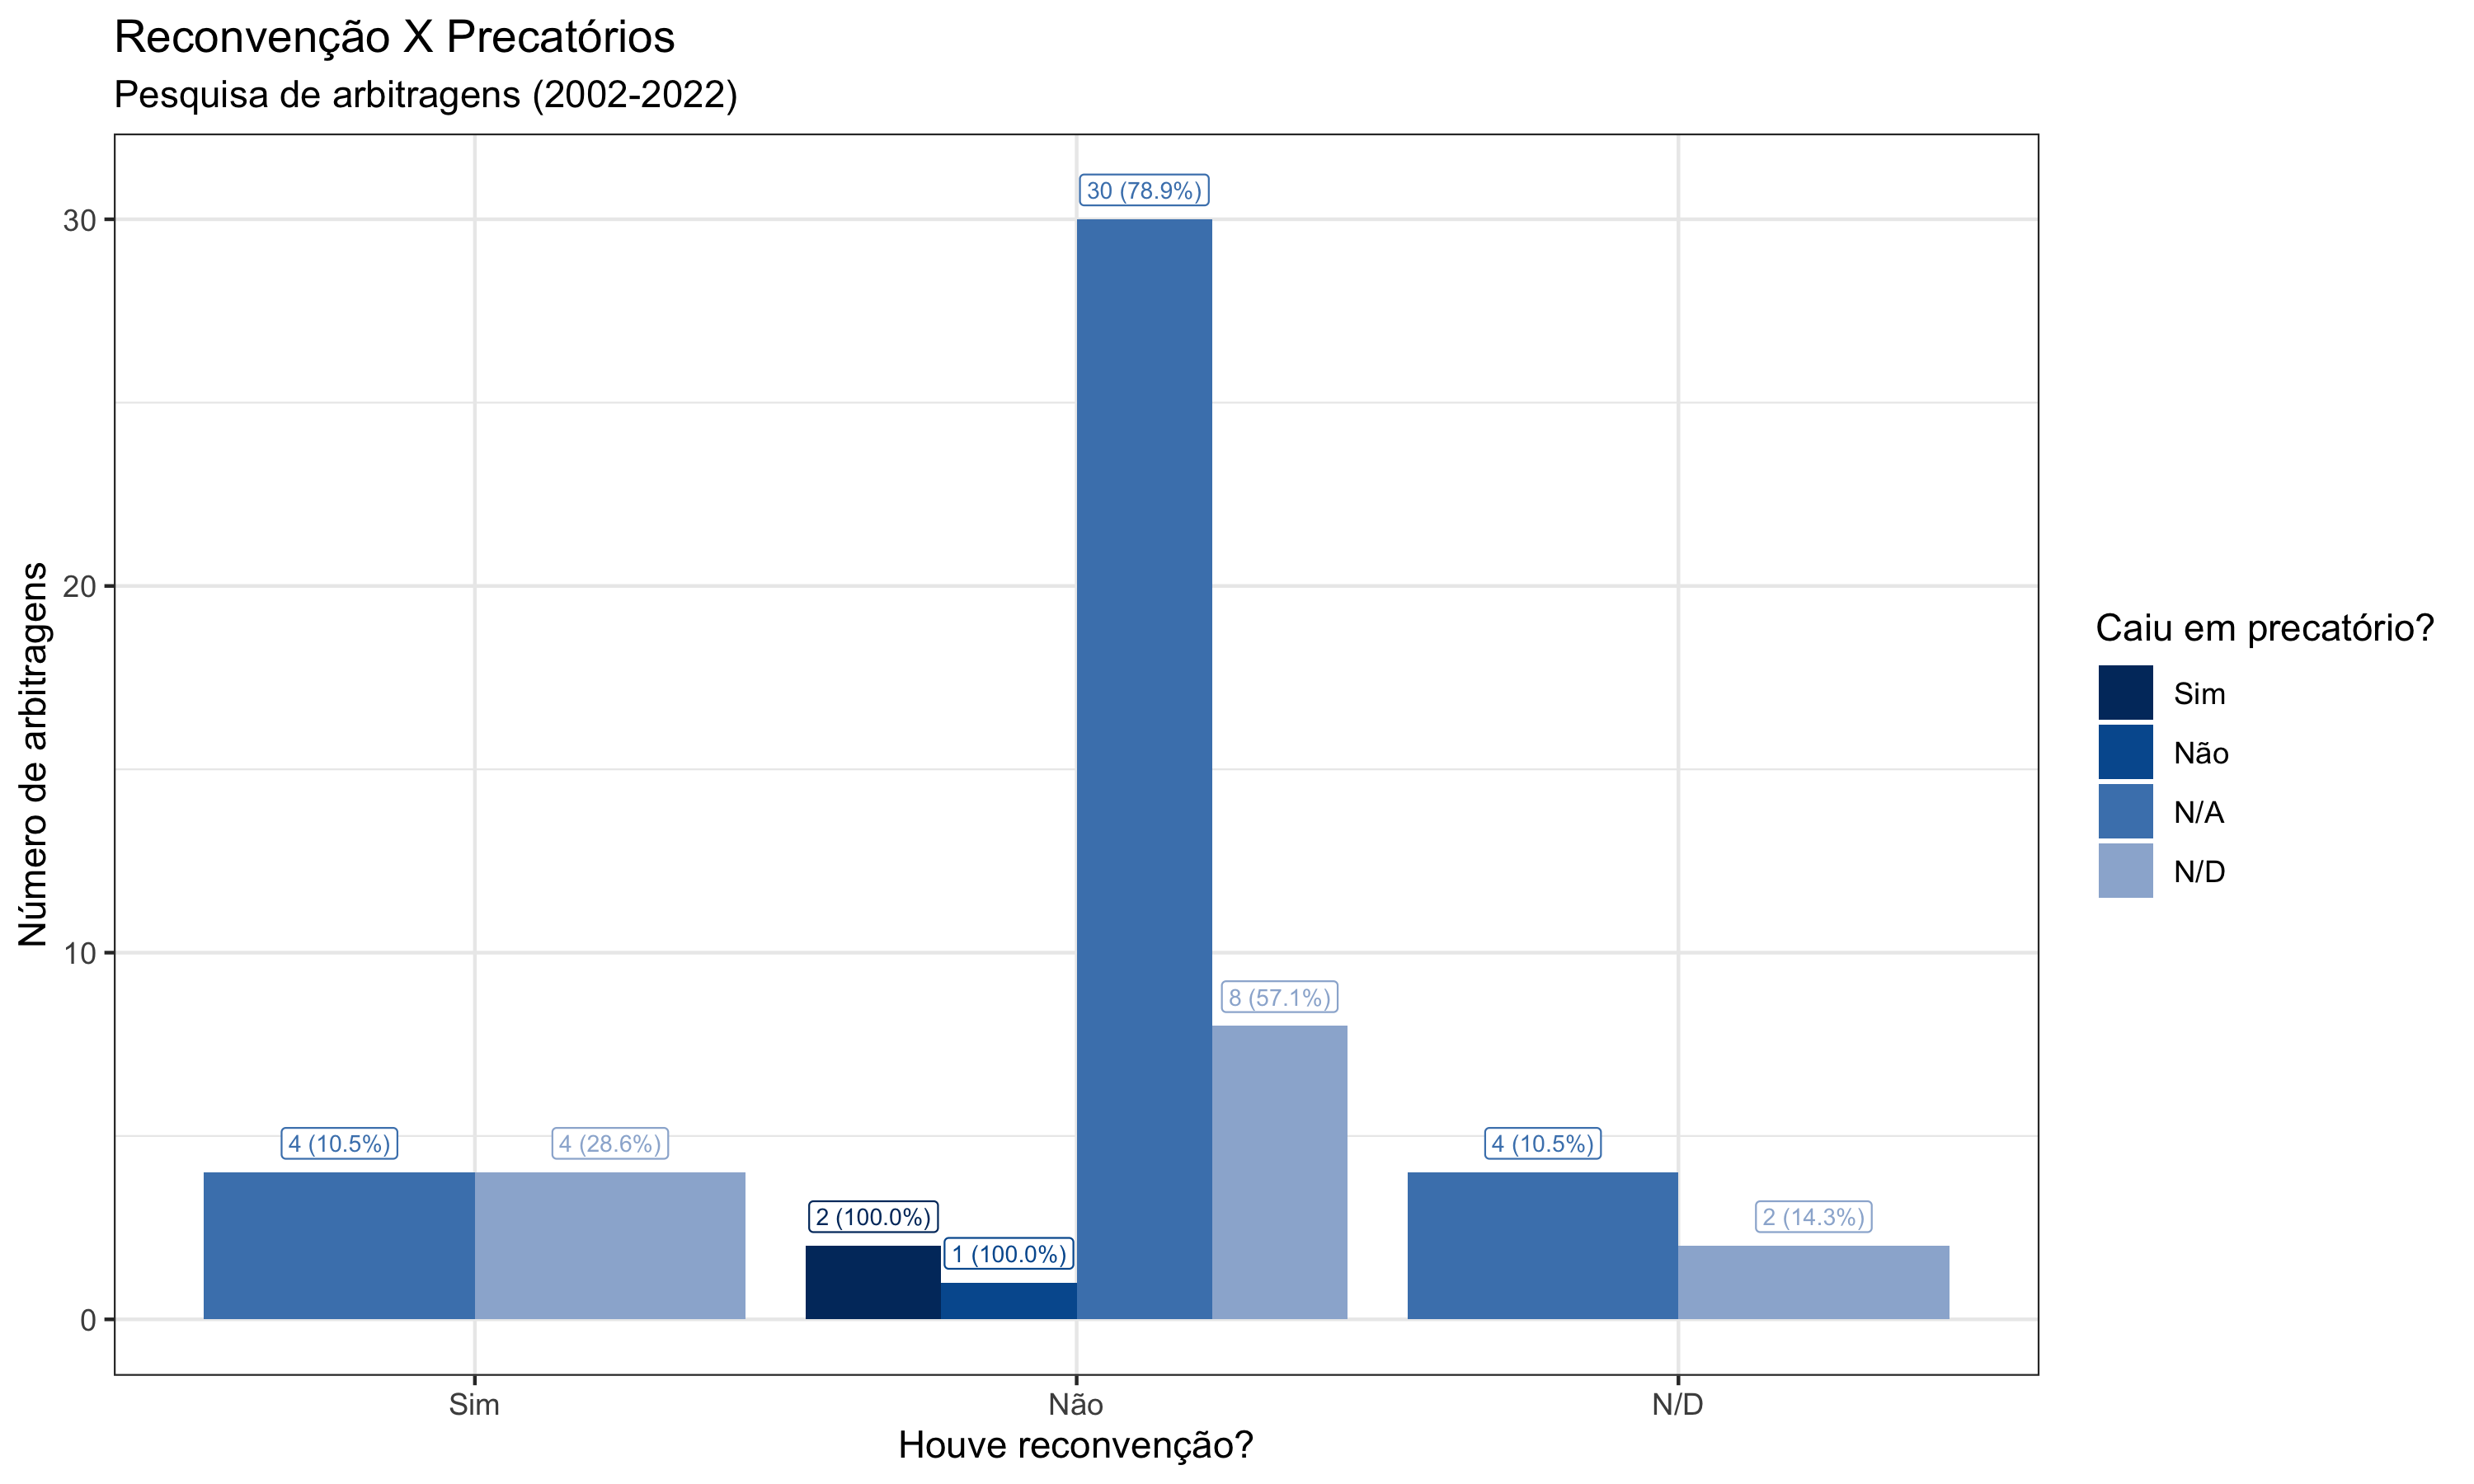 Reconvenção X Precatórios
Pesquisa de arbitragens (2002-2022)
Número de arbitragens
30
20
10
0
30 (78.9%)
8 (57.1%)
4 (10.5%)
4 (28.6%)
2 (100.0%)
1 (100.0%)
4 (10.5%)
2 (14.3%)
Sim
Não
N/D
Houve reconvenção?
Caiu em precatório?
Sim
Não
N/A
N/D